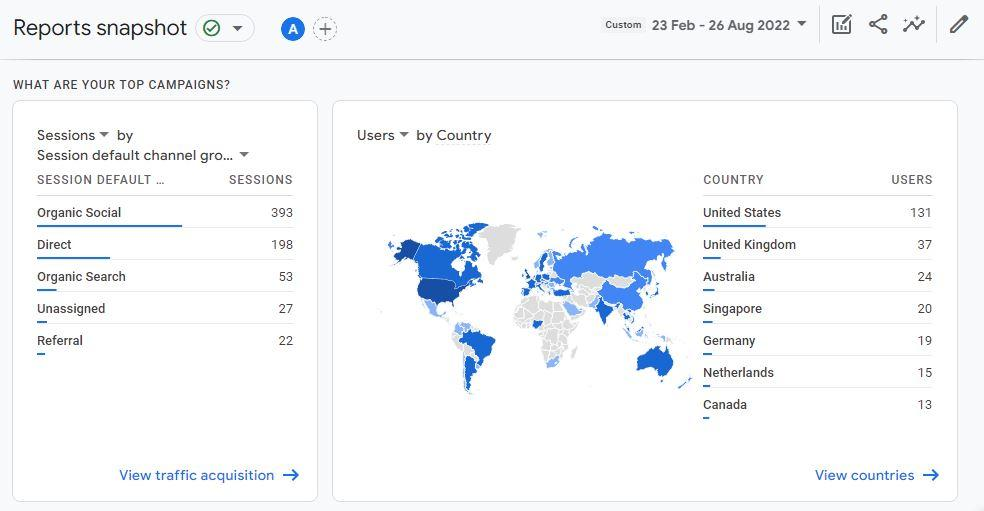 Reports snapshot
A
Custom 23 Feb - 26 Aug 2022
WHAT ARE YOUR TOP CAMPAIGNS?
Sessions by
Session default channel gro...
SESSION DEFAULT ... SESSIONS
Organic Social 393
Direct 198
Organic Search 53
Unassigned 27
Referral 22
View traffic acquisition
Users by Country
COUNTRY USERS
United States 131
United Kingdom 37
Australia 24
Singapore 20
Germany 19
Netherlands 15
Canada 13
View countries